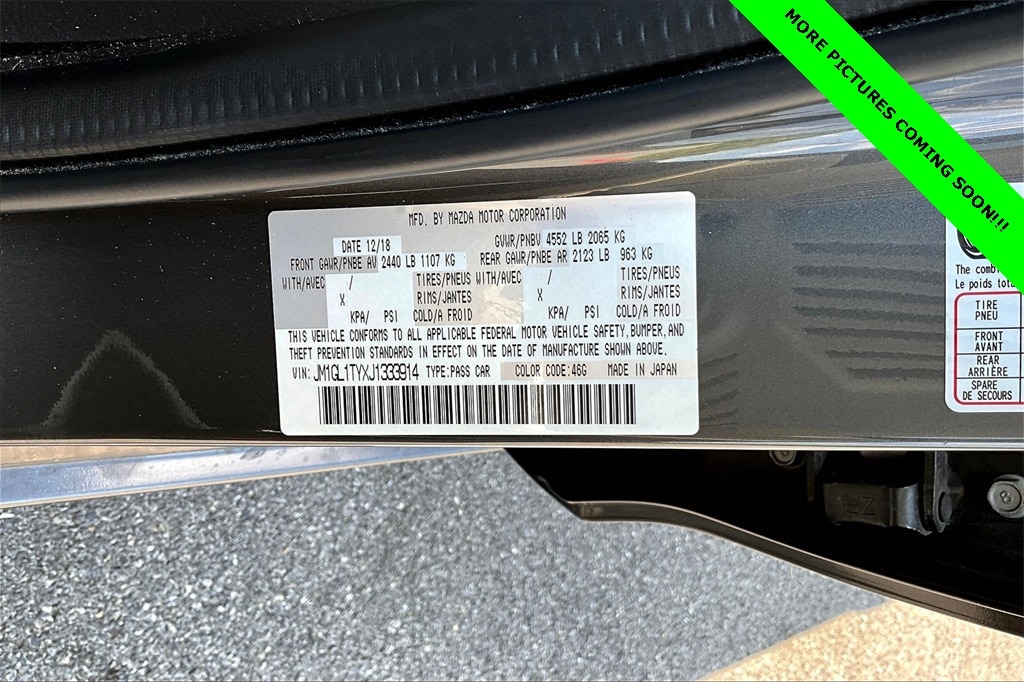 MORE PICTURES COMING SOON!!!
MFD. BY MAZDA MOTOR CORPORATION
DATE 12/18 GVWR/PNBV 4552 LB 2065 KG
FRONT GAWR/PNBE AV 2440 LB 1107 KG REAR GAWR/PNBE AR 2123 LB 963 KG
WITH/AVEC / TIRES/PNEUS WITH/AVEC / TIRES/PNEUS
X RIMS/JANTES X RIMS/JANTES
KPA/ PSI COLD/A FROID KPA/ PSI COLD/A FROID
THIS VEHICLE CONFORMS TO ALL APPLICABLE FEDERAL MOTOR VEHICLE SAFETY, BUMPER, AND
THEFT PREVENTION STANDARDS IN EFFECT ON THE DATE OF MANUFACTURE SHOWN ABOVE.
VIN: JM1GL1TYXJ1333914 TYPE:PASS CAR COLOR CODE:46G MADE IN JAPAN
The combi
Le poids tota
TIRE
PNEU
FRONT
AVANT
REAR
ARRIÈRE
SPARE
DE SECOURS
8